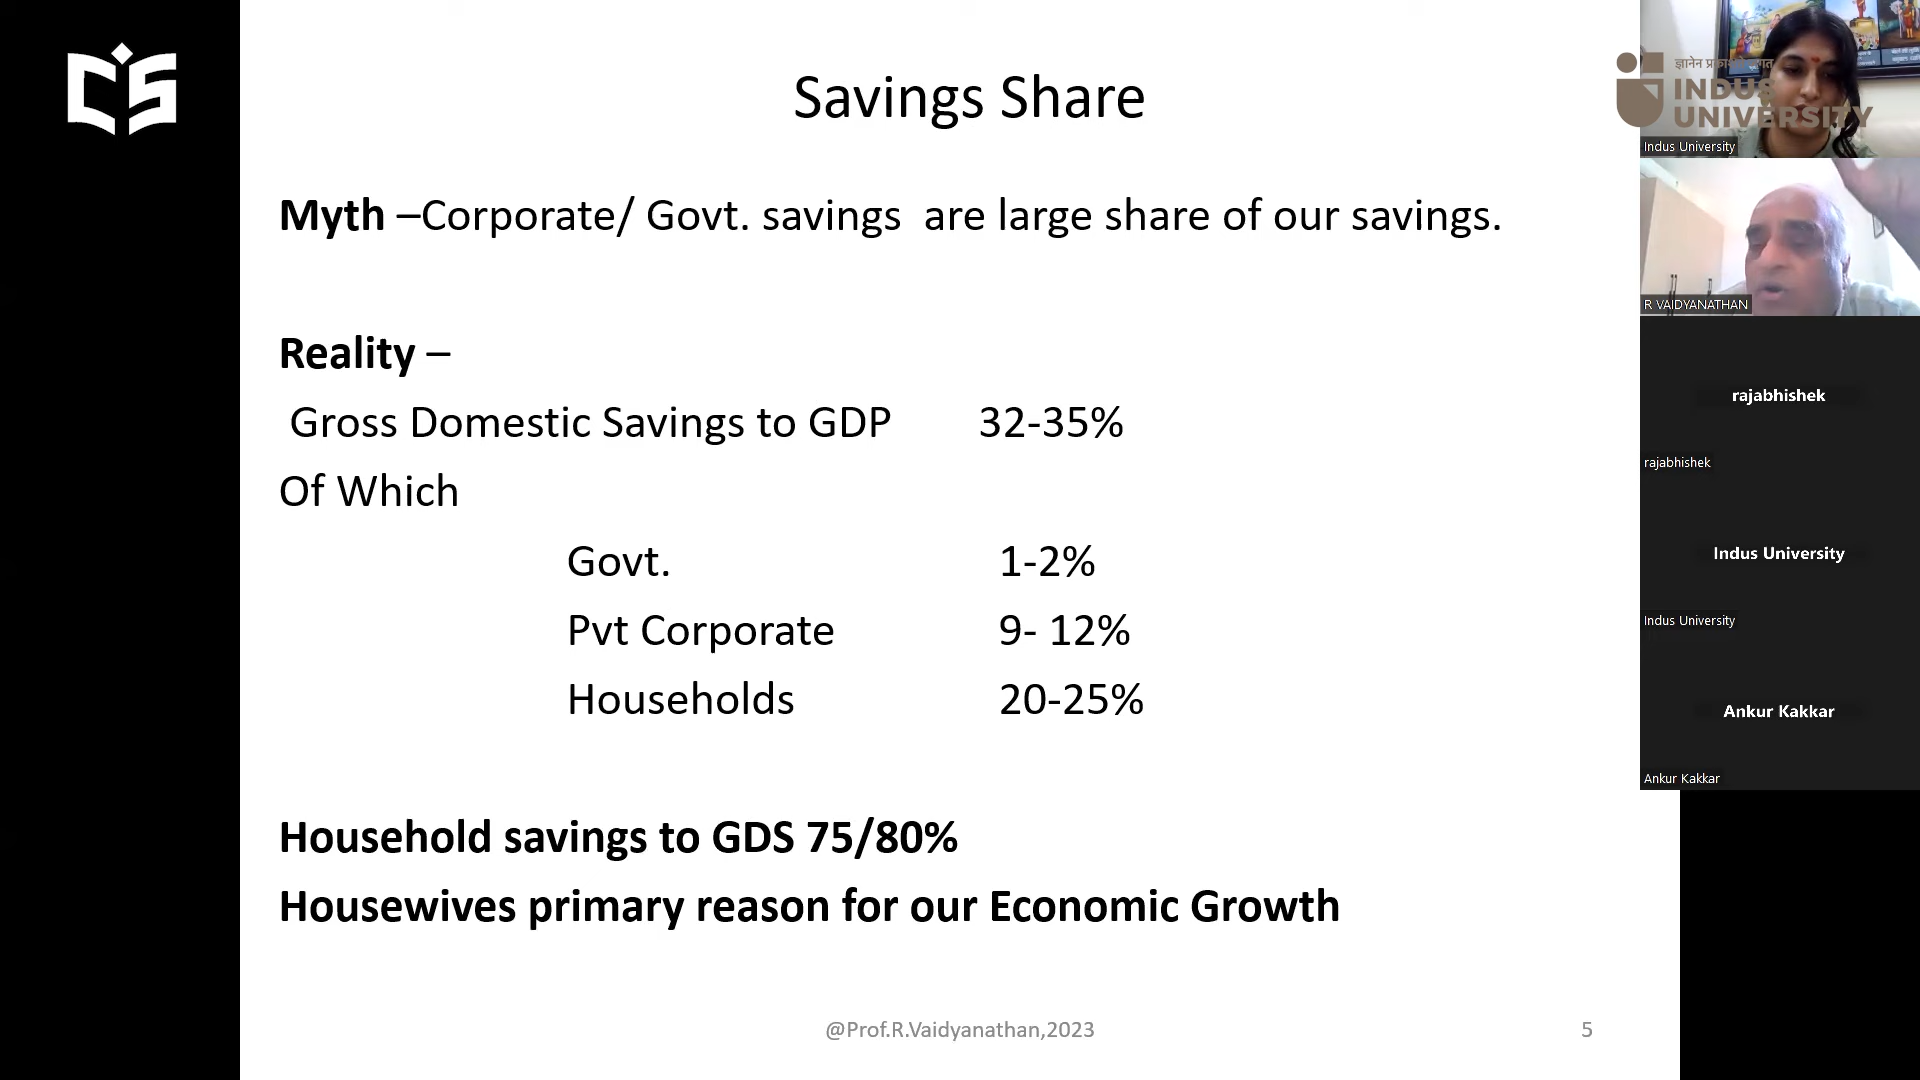 Savings Share
Myth –Corporate/ Govt. savings are large share of our savings.
Reality –
Gross Domestic Savings to GDP 32-35%
Of Which
Govt. 1-2%
Pvt Corporate 9- 12%
Households 20-25%
Household savings to GDS 75/80%
Housewives primary reason for our Economic Growth
@Prof.R.Vaidyanathan,2023
5
INDUS
UNIVERSITY
Indus University
R VAIDYANATHAN
rajabhishek
rajabhishek
Indus University
Indus University
Ankur Kakkar
Ankur Kakkar